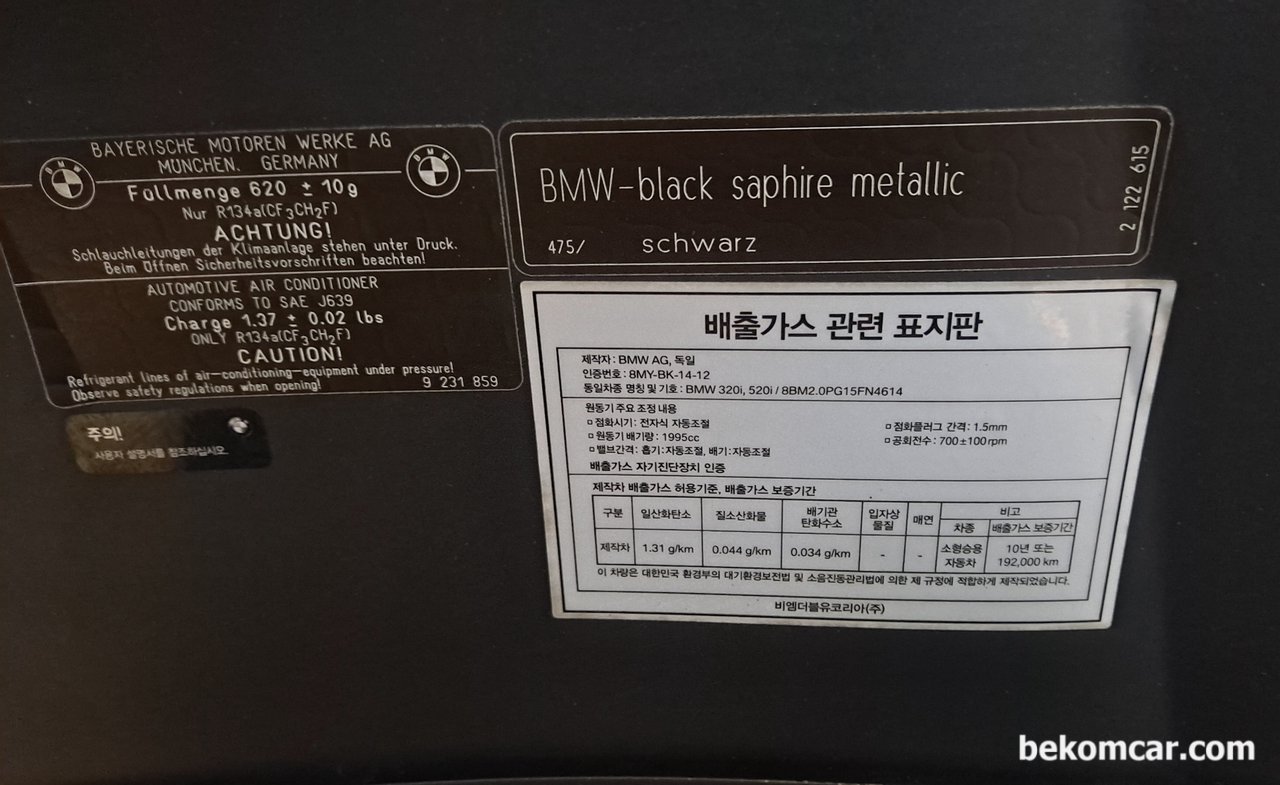 BAYERISCHE MOTOREN WERKE AG
MÜNCHEN. GERMANY
BMW
BMW
Füllmenge 620 ± 10g
Nur R134a(CF3CH2F)
ACHTUNG!
Schlauchleitungen der Klimaanlage stehen unter Druck.
Beim Öffnen Sicherheitsvorschriften beachten!
AUTOMOTIVE AIR CONDITIONER
CONFORMS TO SAE J639
Charge 1.37 ± 0.02 lbs
ONLY R134a(CF3CH2F)
CAUTION!
Refrigerant lines of air-conditioning-equipment under pressure!
Observe safety regulations when opening!
9 231 859
주의!
사용자 설명서를 참조하십시오.
BMW-black saphire metallic
475/ schwarz
2 122 615
배출가스 관련 표지판
제작자: BMW AG, 독일
인증번호: 8MY-BK-14-12
동일차종 명칭 및 기호: BMW 320i, 520i / 8BM2.0PG15FN4614
원동기 주요 조정 내용
점화시기: 전자식 자동조절 점화플러그 간격: 1.5mm
원동기 배기량: 1995cc 공회전수: 700±100rpm
밸브간격: 흡기:자동조절, 배기:자동조절
배출가스 자기진단장치 인증
제작차 배출가스 허용기준, 배출가스 보증기간
구분 일산화탄소 질소산화물 배기관 탄화수소 입자상 물질 매연 비고
차종 배출가스 보증기간
제작차 1.31 g/km 0.044 g/km 0.034 g/km - - 소형승용 자동차 10년 또는 192,000 km
이 차량은 대한민국 환경부의 대기환경보전법 및 소음진동관리법에 의한 제 규정에 적합하게 제작되었습니다.
비엠더블유코리아(주)
bekomcar.com